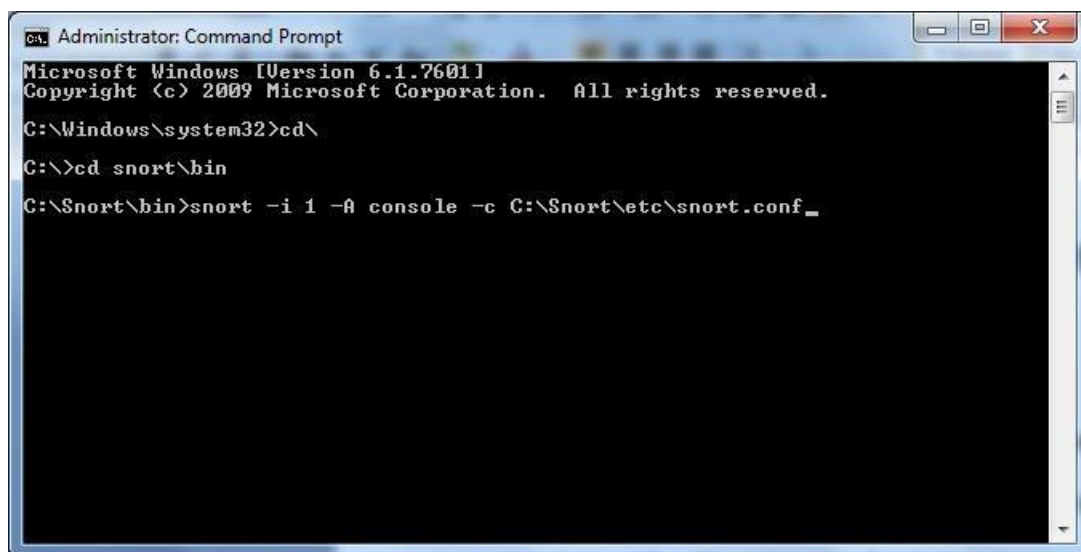 Administrator: Command Prompt
Microsoft Windows [Version 6.1.7601]
Copyright (c) 2009 Microsoft Corporation.  All rights reserved.
C:\Windows\system32>cd\
C:\>cd snort\bin
C:\Snort\bin>snort -i 1 -A console -c C:\Snort\etc\snort.conf_